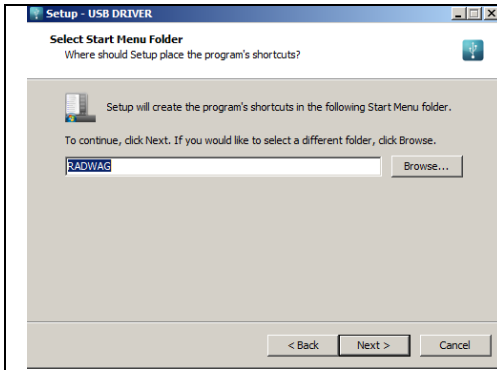 Setup - USB DRIVER
Select Start Menu Folder
Where should Setup place the program's shortcuts?
Setup will create the program's shortcuts in the following Start Menu folder.
To continue, click Next. If you would like to select a different folder, click Browse.
RADWAG
Browse...
< Back
Next >
Cancel